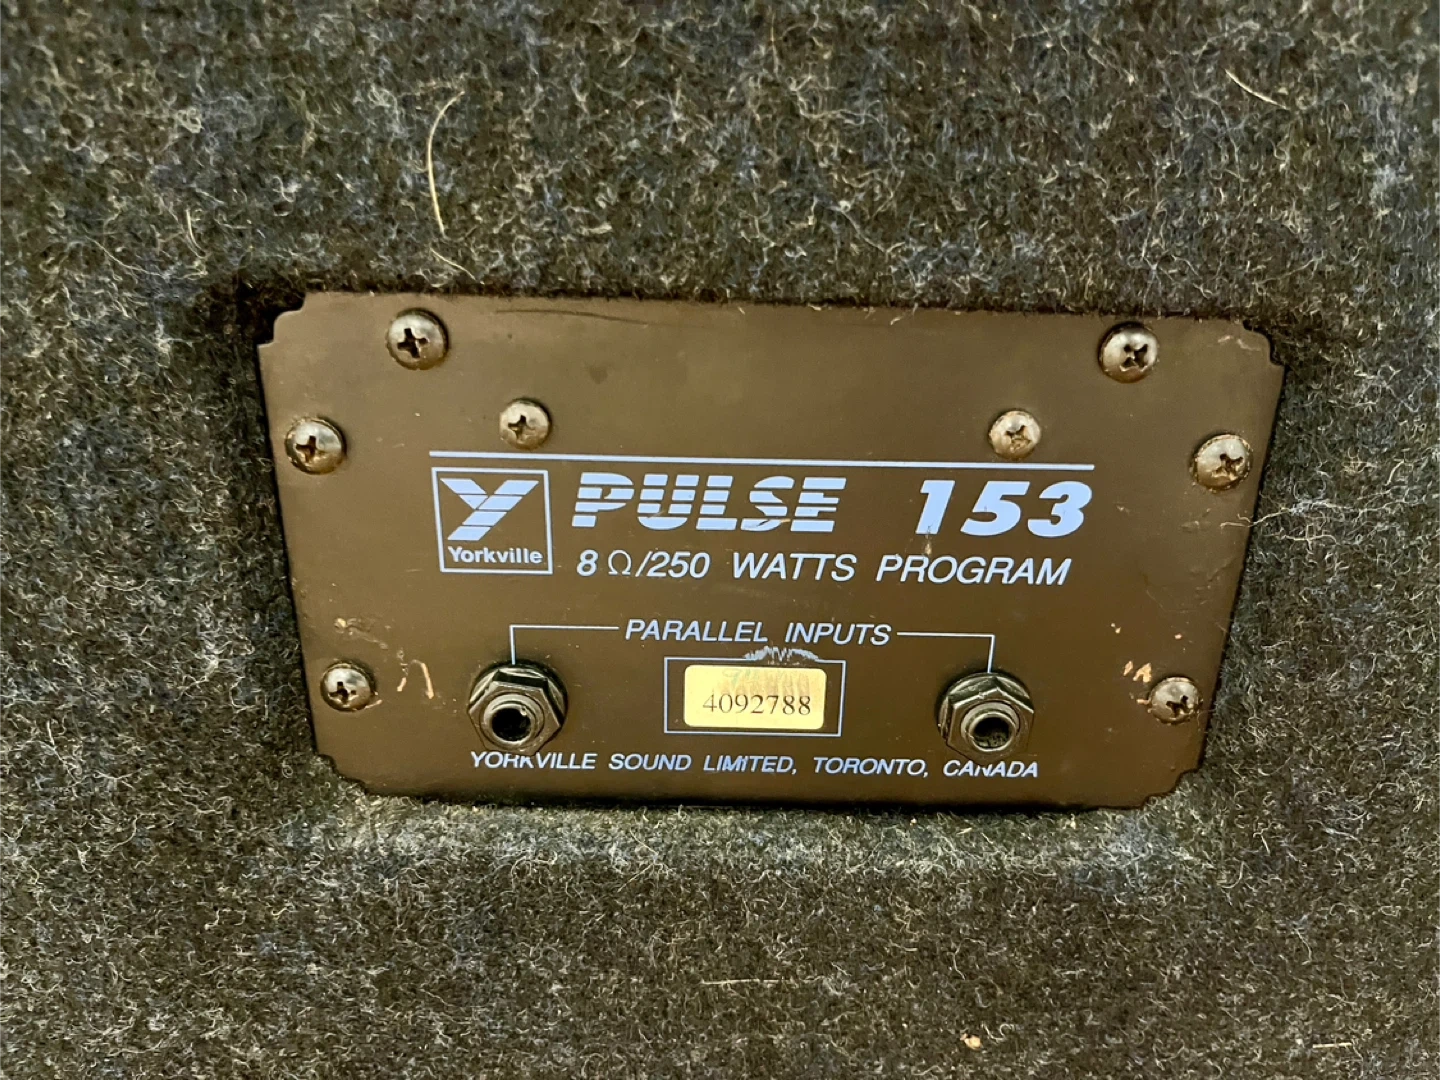 PULSE 153
Yorkville
8 Ω/250 WATTS PROGRAM
PARALLEL INPUTS
4092788
YORKVILLE SOUND LIMITED, TORONTO, CANADA